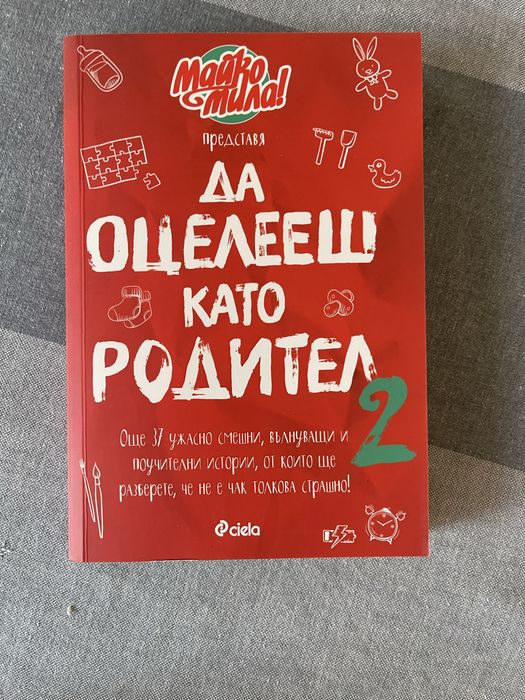 Майко
Мила!
представя
ДА
ОЦЕЛЕЕШ
КАТО
РОДИТЕЛ
2
Още 37 ужасно смешни, вълнуващи и
поучителни истории, от които ще
разберете, че не е чак толкова страшно!
ciela